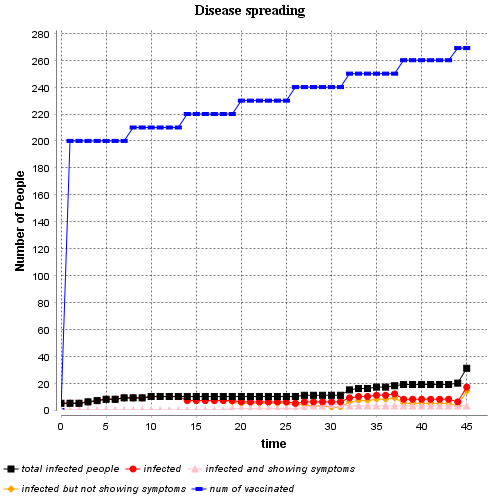 Disease spreading
280
260
240
220
200
180
160
140
120
100
80
60
40
20
0
Number of People
0 5 10 15 20 25 30 35 40 45
time
total infected people infected infected and showing symptoms
infected but not showing symptoms num of vaccinated